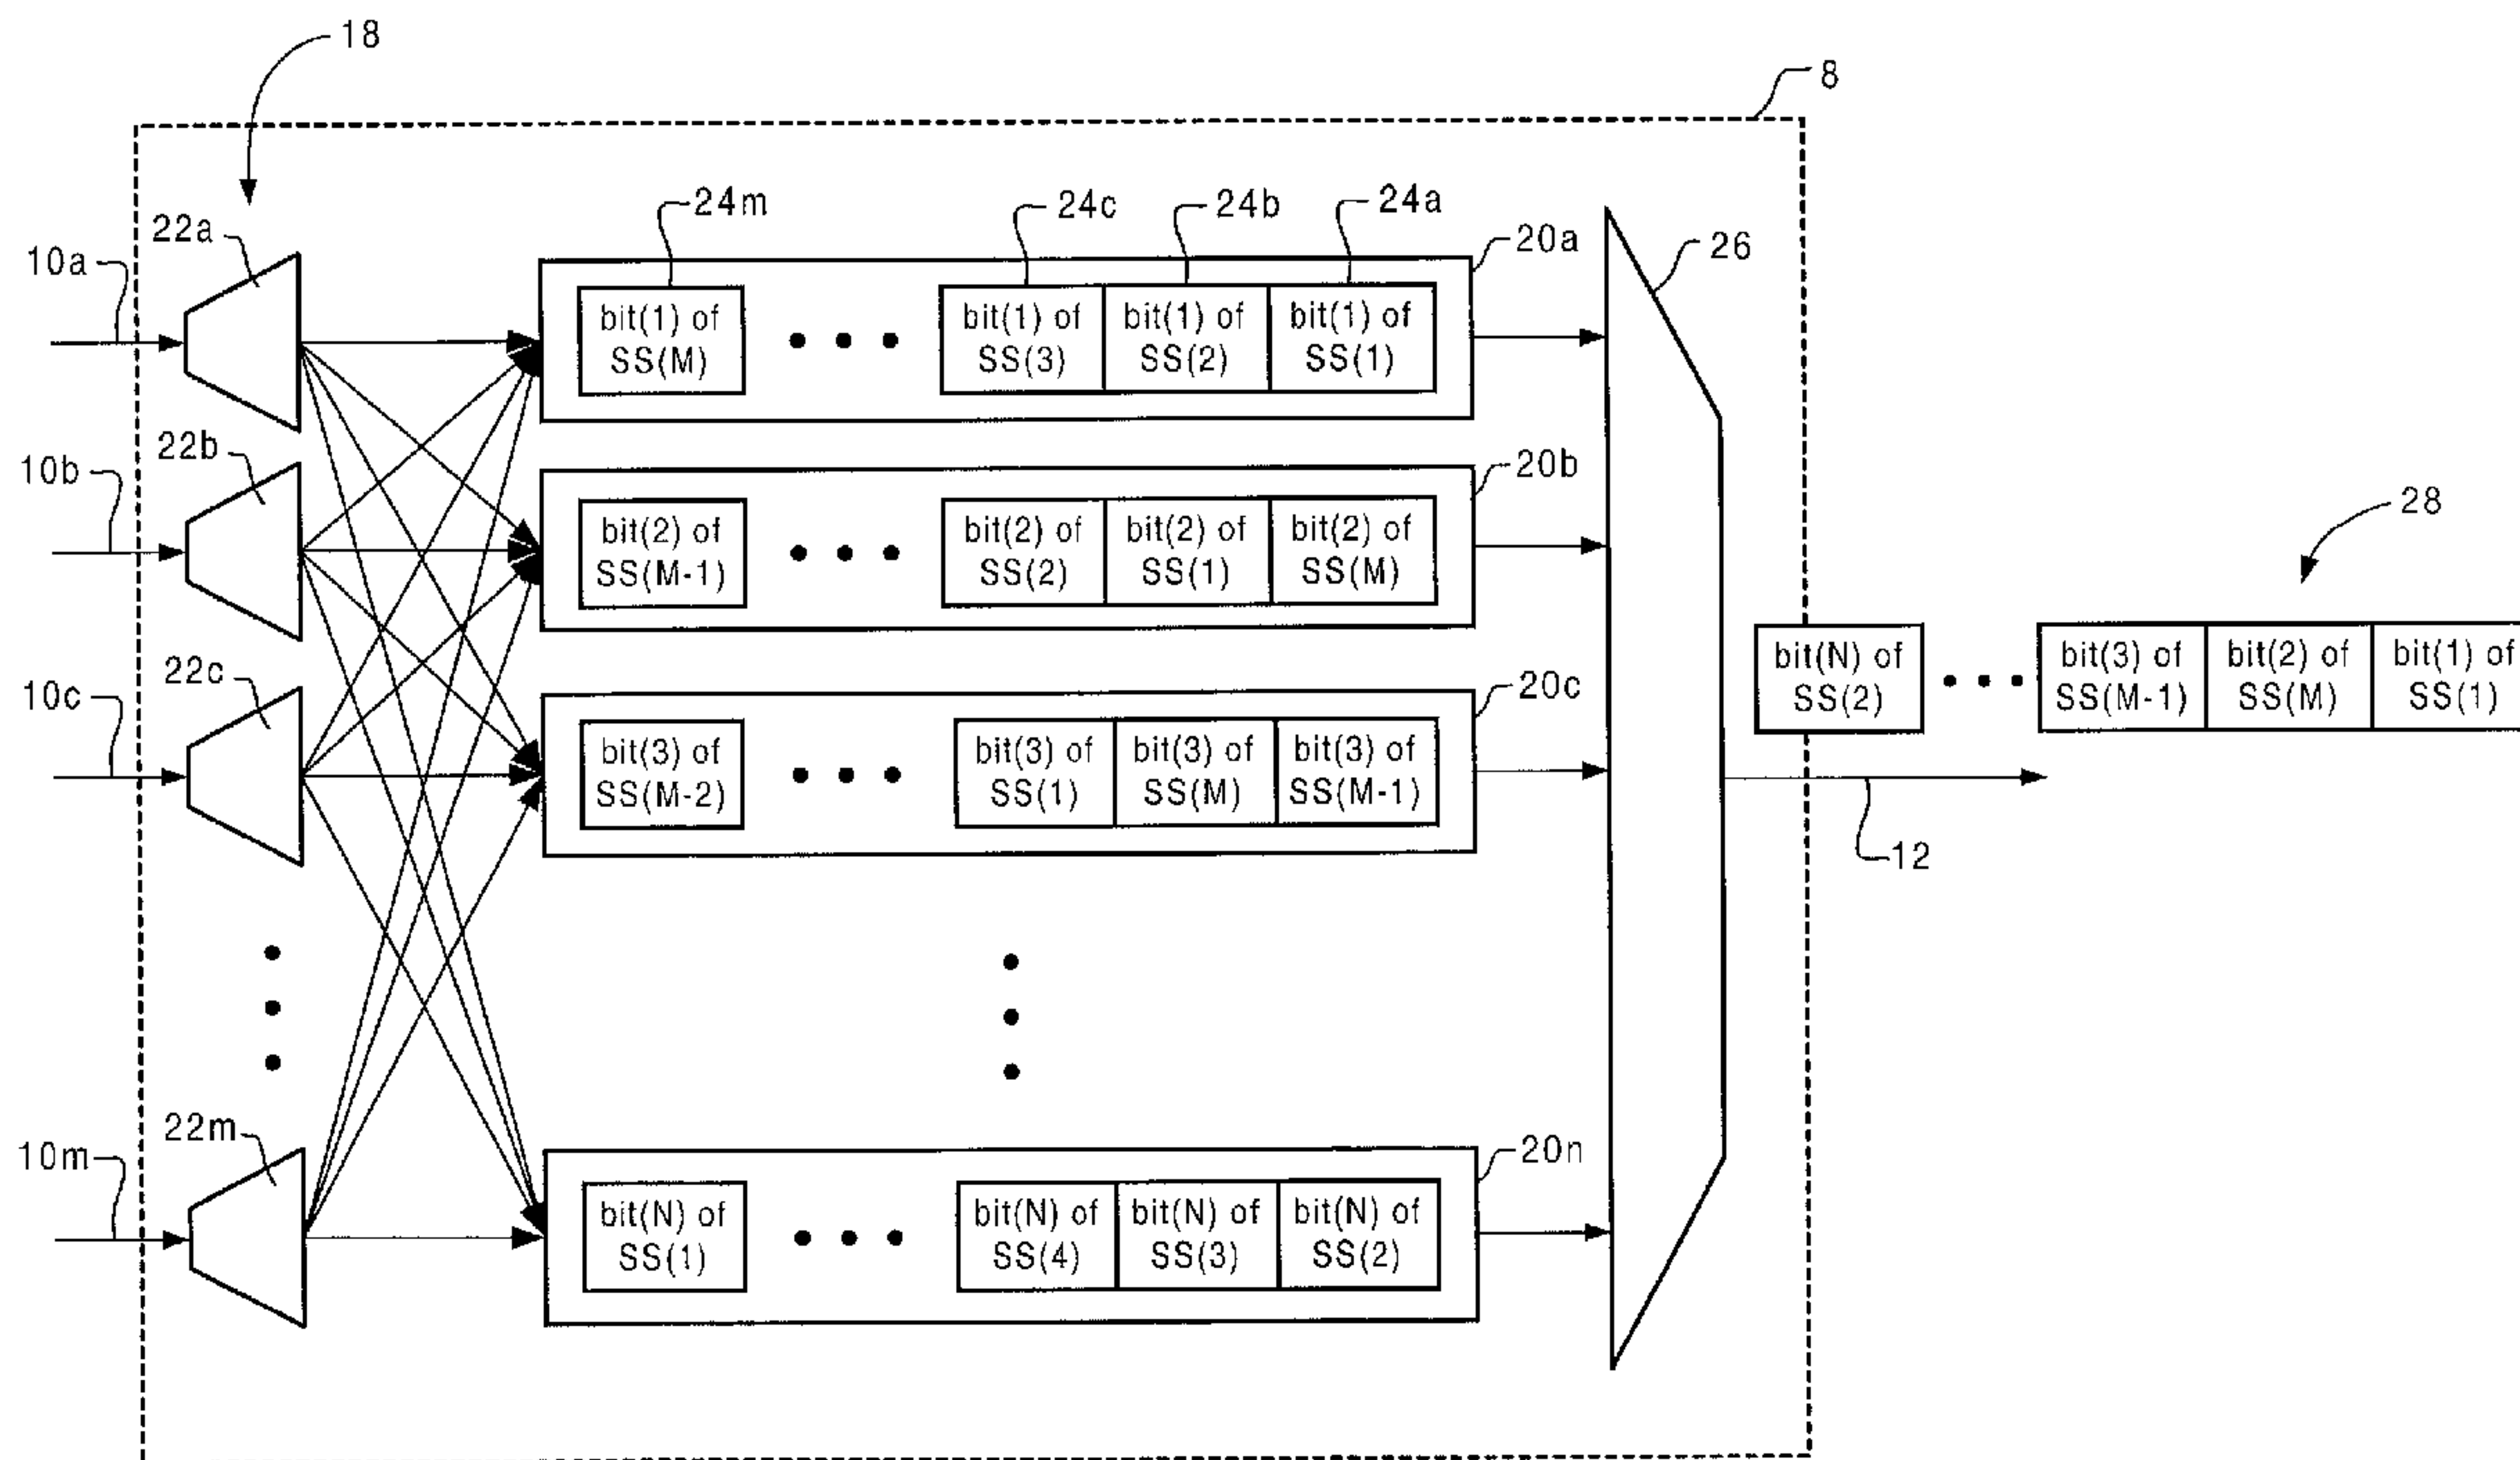 18
8
24m
24c
24b
24a
22a
10a
20a
26
bit(1) of
SS(M)
bit(1) of
SS(3)
bit(1) of
SS(2)
bit(1) of
SS(1)
22b
10b
20b
28
bit(2) of
SS(M-1)
bit(2) of
SS(2)
bit(2) of
SS(1)
bit(2) of
SS(M)
22c
10c
20c
bit(N) of
SS(2)
bit(3) of
SS(M-1)
bit(2) of
SS(M)
bit(1) of
SS(1)
bit(3) of
SS(M-2)
bit(3) of
SS(1)
bit(3) of
SS(M)
bit(3) of
SS(M-1)
12
22m
10m
20n
bit(N) of
SS(1)
bit(N) of
SS(4)
bit(N) of
SS(3)
bit(N) of
SS(2)